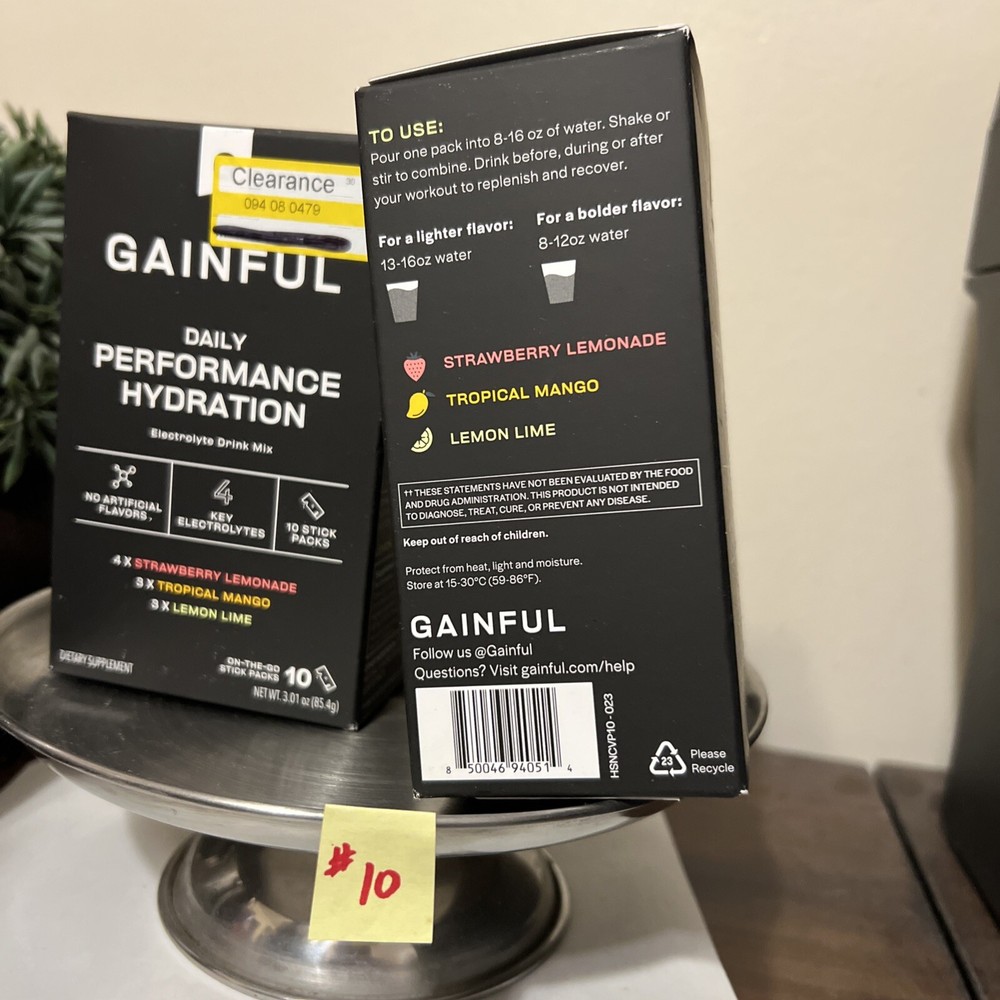 Clearance
094 08 0479
GAINFUL
DAILY
PERFORMANCE
HYDRATION
Electrolyte Drink Mix
NO ARTIFICIAL
FLAVORS
4
KEY
ELECTROLYTES
10 STICK
PACKS
4 X STRAWBERRY LEMONADE
3 X TROPICAL MANGO
3 X LEMON LIME
DIETARY SUPPLEMENT
ON-THE-GO
STICK PACKS 10
NET WT. 3.01 oz (85.4g)
TO USE:
Pour one pack into 8-16 oz of water. Shake or
stir to combine. Drink before, during or after
your workout to replenish and recover.
For a lighter flavor:
13-16oz water
For a bolder flavor:
8-12oz water
STRAWBERRY LEMONADE
TROPICAL MANGO
LEMON LIME
†† THESE STATEMENTS HAVE NOT BEEN EVALUATED BY THE FOOD
AND DRUG ADMINISTRATION. THIS PRODUCT IS NOT INTENDED
TO DIAGNOSE, TREAT, CURE, OR PREVENT ANY DISEASE.
Keep out of reach of children.
Protect from heat, light and moisture.
Store at 15-30°C (59-86°F).
GAINFUL
Follow us @Gainful
Questions? Visit gainful.com/help
8 50046 94051 4
HSNCVP10 - 023
23
Please
Recycle
#10